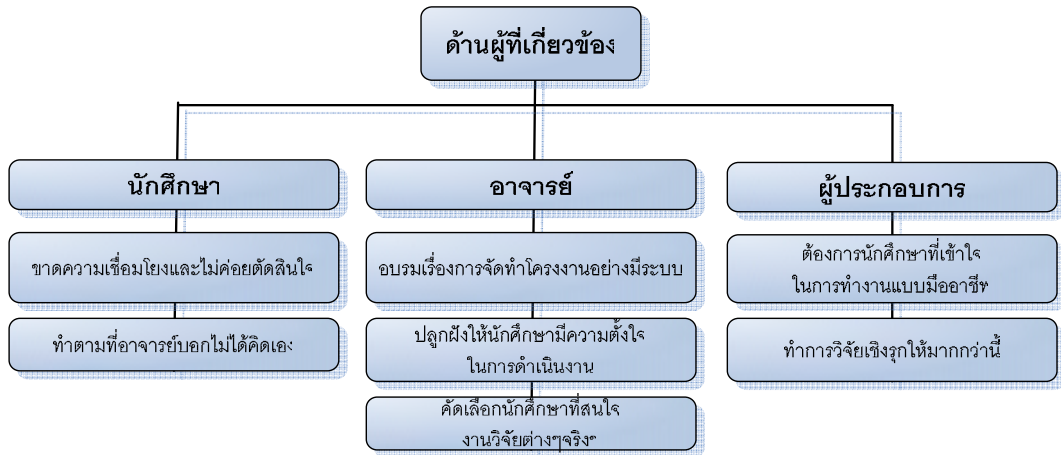 ด้านผู้ที่เกี่ยวข้อง
นักศึกษา
ขาดความเชื่อมโยงและไม่ค่อยตัดสินใจ
ทำตามที่อาจารย์บอกไม่ได้คิดเอง
อาจารย์
อบรมเรื่องการจัดทำโครงงานอย่างมีระบบ
ปลูกฝังให้นักศึกษามีความตั้งใจ
ในการดำเนินงาน
คัดเลือกนักศึกษาที่สนใจ
งานวิจัยต่างๆจริงๆ
ผู้ประกอบการ
ต้องการนักศึกษาที่เข้าใจ
ในการทำงานแบบมืออาชีพ
ทำการวิจัยเชิงรุกให้มากกว่านี้